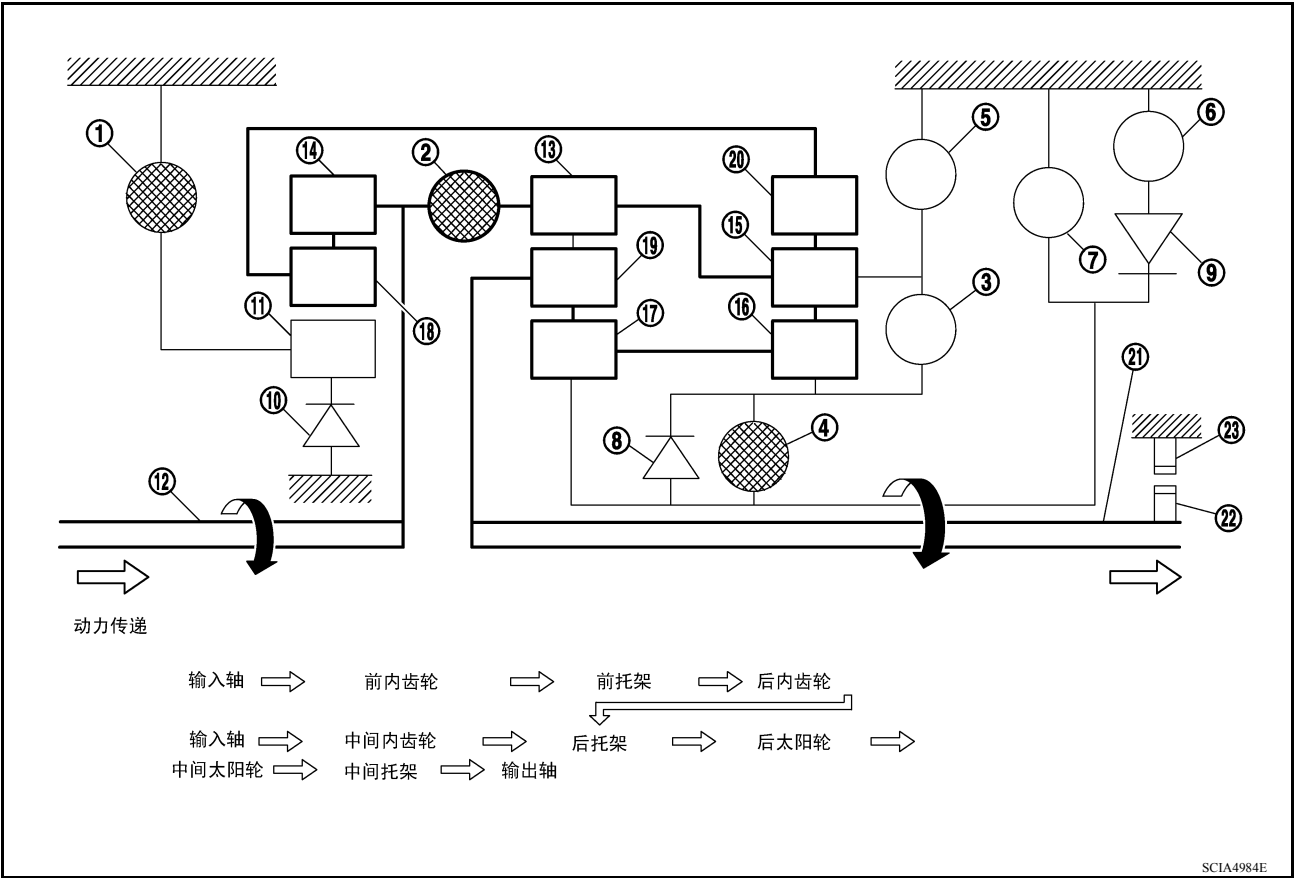 ① ⑭ ② ⑬ ⑳ ⑤ ⑥
⑮ ⑲ ⑦ ⑨
⑪ ⑱ ⑰ ⑯ ③
㉑
⑩ ⑧ ④ ㉓
⑫ ㉒
动力传递
输入轴 前内齿轮 前托架 后内齿轮
输入轴 中间内齿轮 后托架 后太阳轮
中间太阳轮 中间托架 输出轴
SCIA4984E